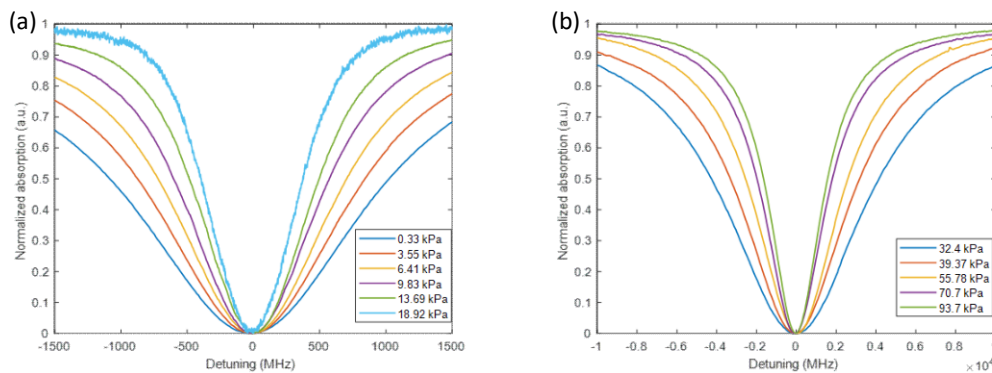 (a)
1
0.9
0.8
0.7
0.6
0.5
0.4
0.3
0.2
0.1
0
Normalized absorption (a.u.)
-1500 -1000 -500 0 500 1000 1500
Detuning (MHz)
0.33 kPa
3.55 kPa
6.41 kPa
9.83 kPa
13.69 kPa
18.92 kPa
(b)
1
0.9
0.8
0.7
0.6
0.5
0.4
0.3
0.2
0.1
0
Normalized absorption (a.u.)
-1 -0.8 -0.6 -0.4 -0.2 0 0.2 0.4 0.6 0.8
Detuning (MHz)
×10⁴
32.4 kPa
39.37 kPa
55.78 kPa
70.7 kPa
93.7 kPa